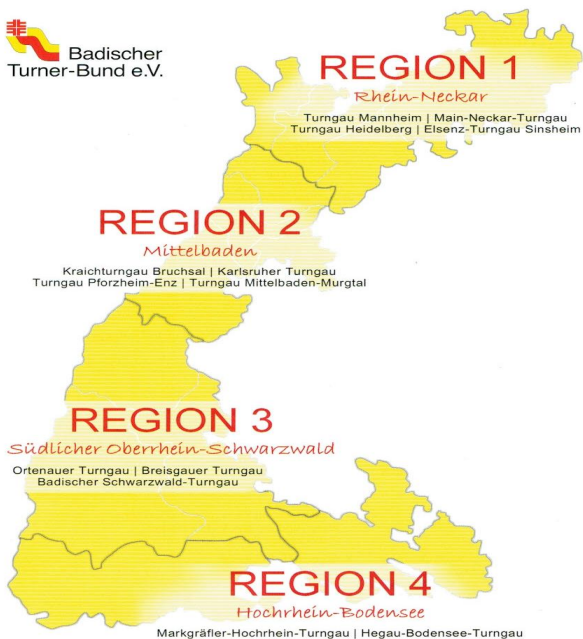 Badischer
Turner-Bund e.V.
REGION 1
Rhein-Neckar
Turngau Mannheim | Main-Neckar-Turngau
Turngau Heidelberg | Elsenz-Turngau Sinsheim
REGION 2
Mittelbaden
Kraichturngau Bruchsal | Karlsruher Turngau
Turngau Pforzheim-Enz | Turngau Mittelbaden-Murgtal
REGION 3
Südlicher Oberrhein-Schwarzwald
Ortenauer Turngau | Breisgauer Turngau
Badischer Schwarzwald-Turngau
REGION 4
Hochrhein-Bodensee
Markgräfler-Hochrhein-Turngau | Hegau-Bodensee-Turngau